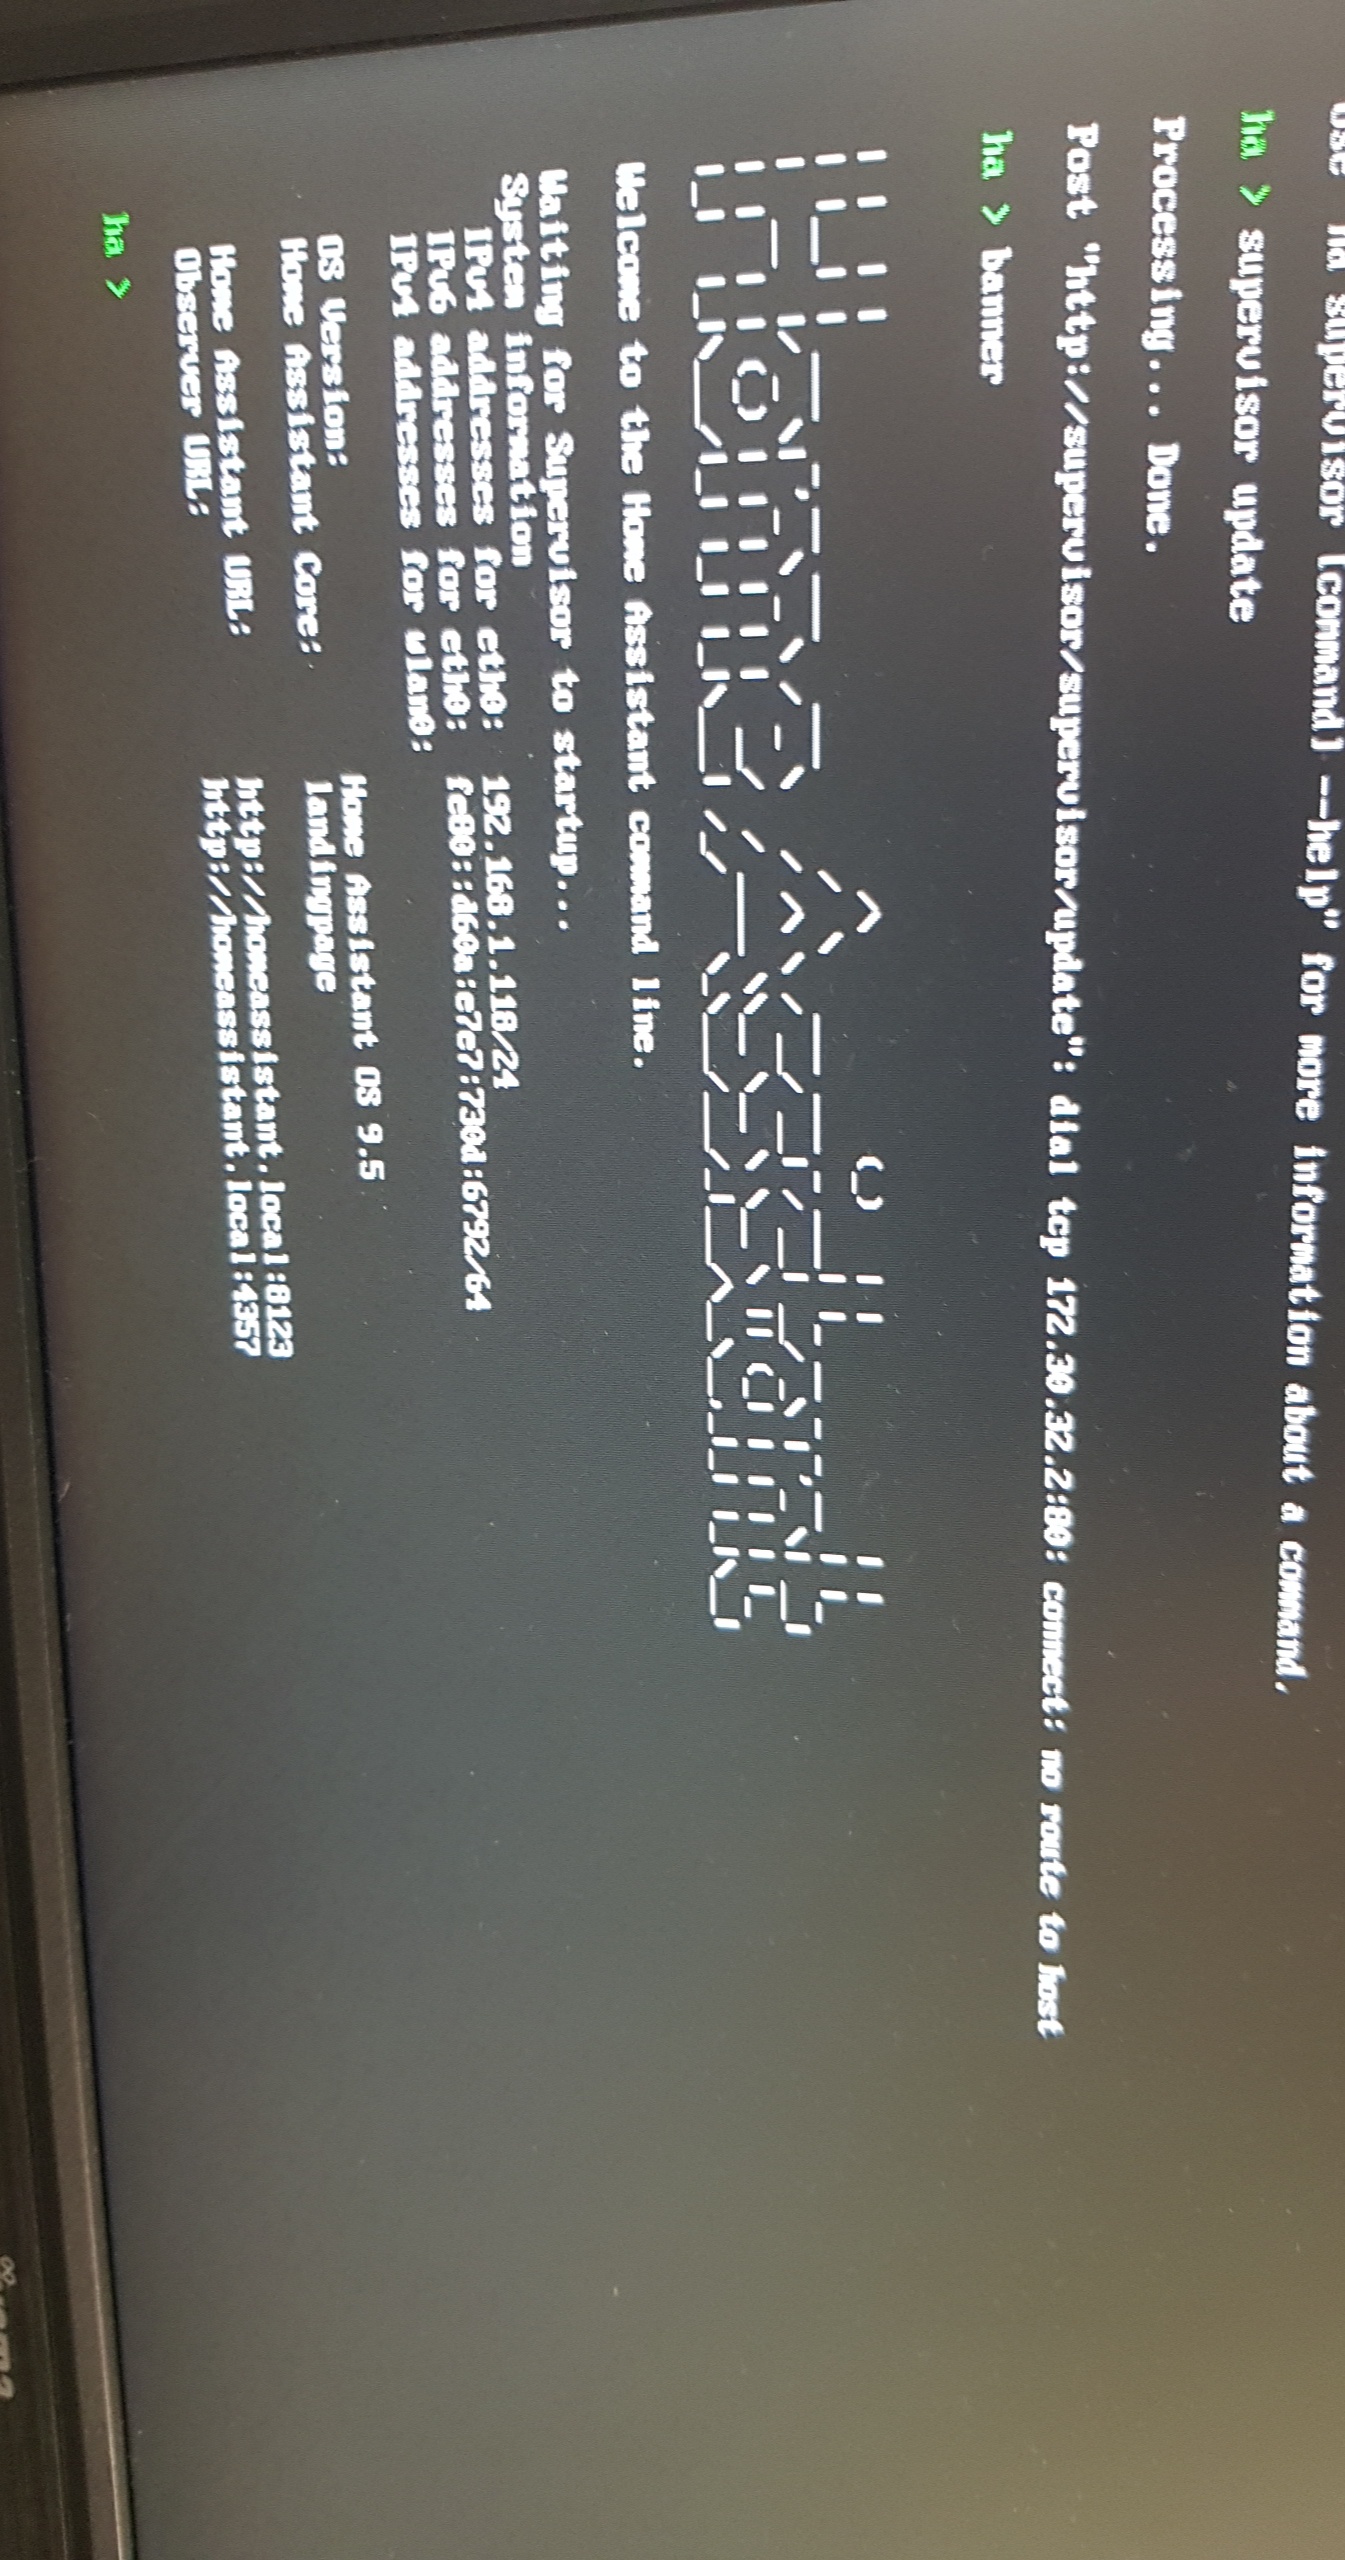 Use "ha supervisor [command] --help" for more information about a command.
ha > supervisor update
Processing... Done.
Post "http://supervisor/supervisor/update": dial tcp 172.30.32.2:80: connect: no route to host
ha > banner
Home Assistant
Welcome to the Home Assistant command line.
Waiting for Supervisor to startup...
System information
IPv4 addresses for eth0: 192.168.1.118/24
IPv6 addresses for eth0: fe80::d60a:e7e7:730d:6792/64
IPv4 addresses for wlan0:
OS Version: Home Assistant OS 9.5
Home Assistant Core: landingpage
Home Assistant URL: http://homeassistant.local:8123
Observer URL: http://homeassistant.local:4357
ha >